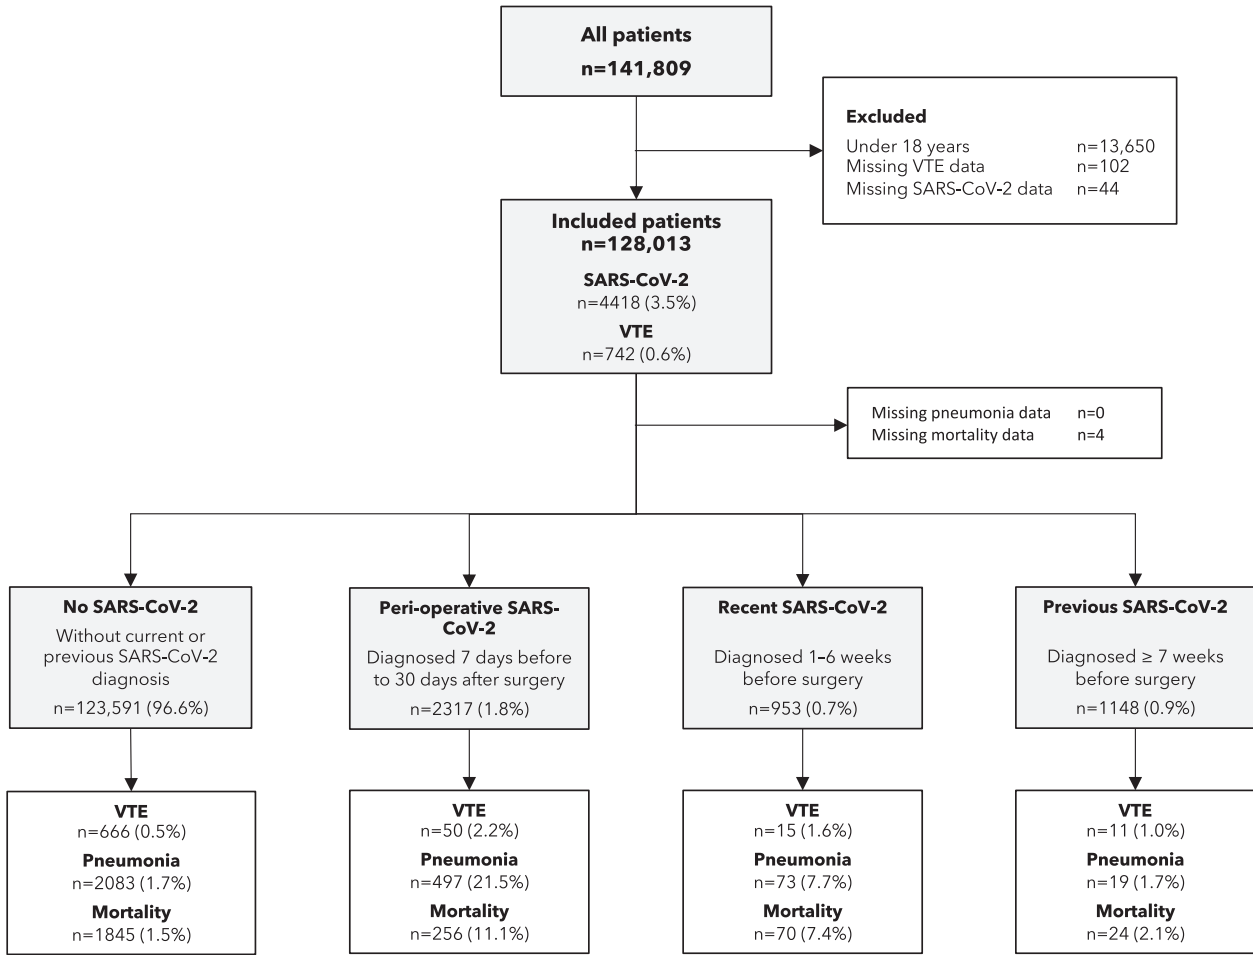 All patients
n=141,809
Excluded
Under 18 years n=13,650
Missing VTE data n=102
Missing SARS-CoV-2 data n=44
Included patients
n=128,013
SARS-CoV-2
n=4418 (3.5%)
VTE
n=742 (0.6%)
Missing pneumonia data n=0
Missing mortality data n=4
No SARS-CoV-2
Without current or
previous SARS-CoV-2
diagnosis
n=123,591 (96.6%)
Peri-operative SARS-
CoV-2
Diagnosed 7 days before
to 30 days after surgery
n=2317 (1.8%)
Recent SARS-CoV-2
Diagnosed 1–6 weeks
before surgery
n=953 (0.7%)
Previous SARS-CoV-2
Diagnosed ≥ 7 weeks
before surgery
n=1148 (0.9%)
VTE
n=666 (0.5%)
Pneumonia
n=2083 (1.7%)
Mortality
n=1845 (1.5%)
VTE
n=50 (2.2%)
Pneumonia
n=497 (21.5%)
Mortality
n=256 (11.1%)
VTE
n=15 (1.6%)
Pneumonia
n=73 (7.7%)
Mortality
n=70 (7.4%)
VTE
n=11 (1.0%)
Pneumonia
n=19 (1.7%)
Mortality
n=24 (2.1%)